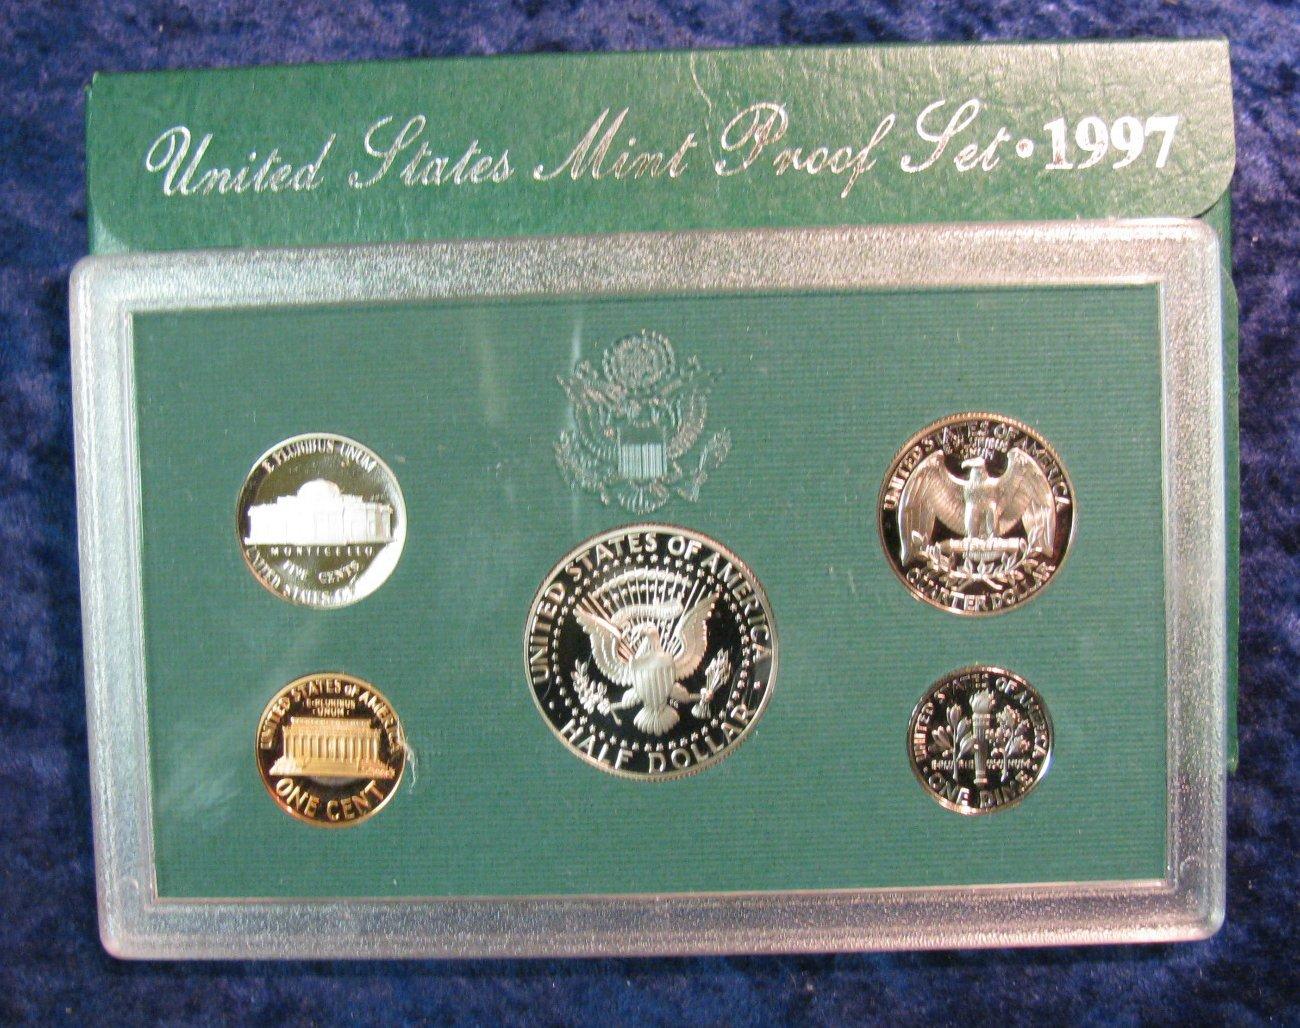 United States Mint Proof Set • 1997
E PLURIBUS UNUM
MONTICELLO
FIVE CENTS
UNITED STATES OF
UNITED STATES OF AMERICA
E PLURIBUS
UNUM
ONE CENT
UNITED STATES OF AMERICA
HALF DOLLAR
UNITED STATES OF AMERICA
E PLURIBUS
UNUM
QUARTER DOLLAR
UNITED STATES OF AMERICA
ONE DIME